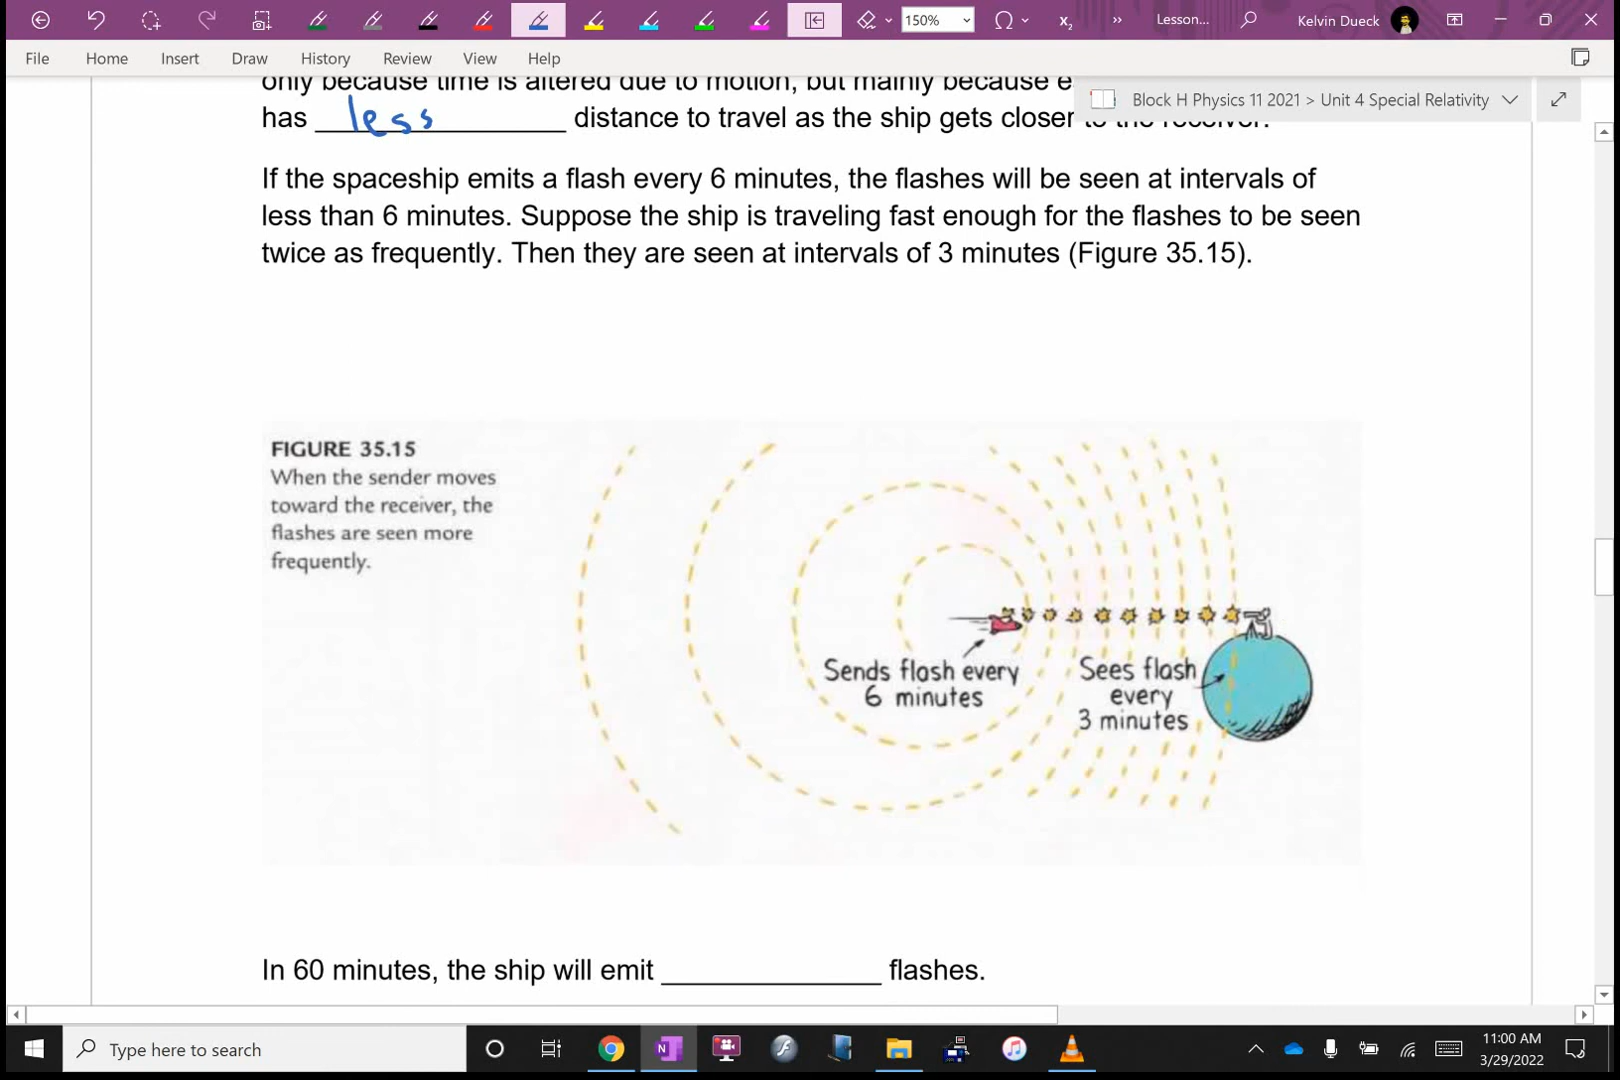 150%
Lesson...
Kelvin Dueck
File Home Insert Draw History Review View Help
only because time is altered due to motion, but mainly because
Block H Physics 11 2021 > Unit 4 Special Relativity
has less distance to travel as the ship gets closer to the receiver.
If the spaceship emits a flash every 6 minutes, the flashes will be seen at intervals of
less than 6 minutes. Suppose the ship is traveling fast enough for the flashes to be seen
twice as frequently. Then they are seen at intervals of 3 minutes (Figure 35.15).
FIGURE 35.15
When the sender moves
toward the receiver, the
flashes are seen more
frequently.
Sends flash every
6 minutes
Sees flash
every
3 minutes
In 60 minutes, the ship will emit ______________ flashes.
Type here to search
11:00 AM
3/29/2022